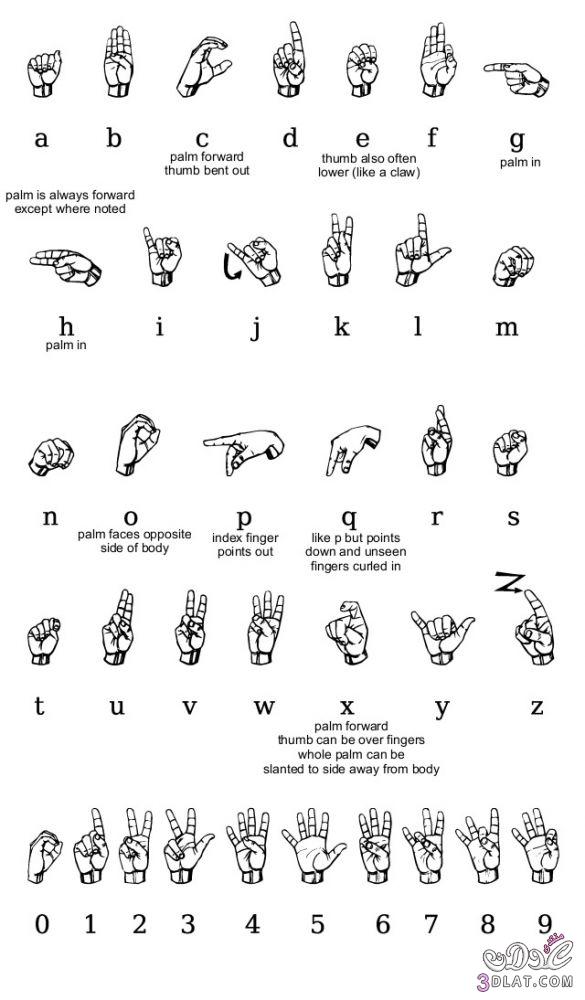 a b c d e f g
palm forward
thumb bent out
thumb also often
lower (like a claw)
palm in
palm is always forward
except where noted
h i j k l m
palm in
n o p q r s
palm faces opposite
side of body
index finger
points out
like p but points
down and unseen
fingers curled in
Z
t u v w x y z
palm forward
thumb can be over fingers
whole palm can be
slanted to side away from body
0 1 2 3 4 5 6 7 8 9
منتدى
عدلات
3DLAT.COM